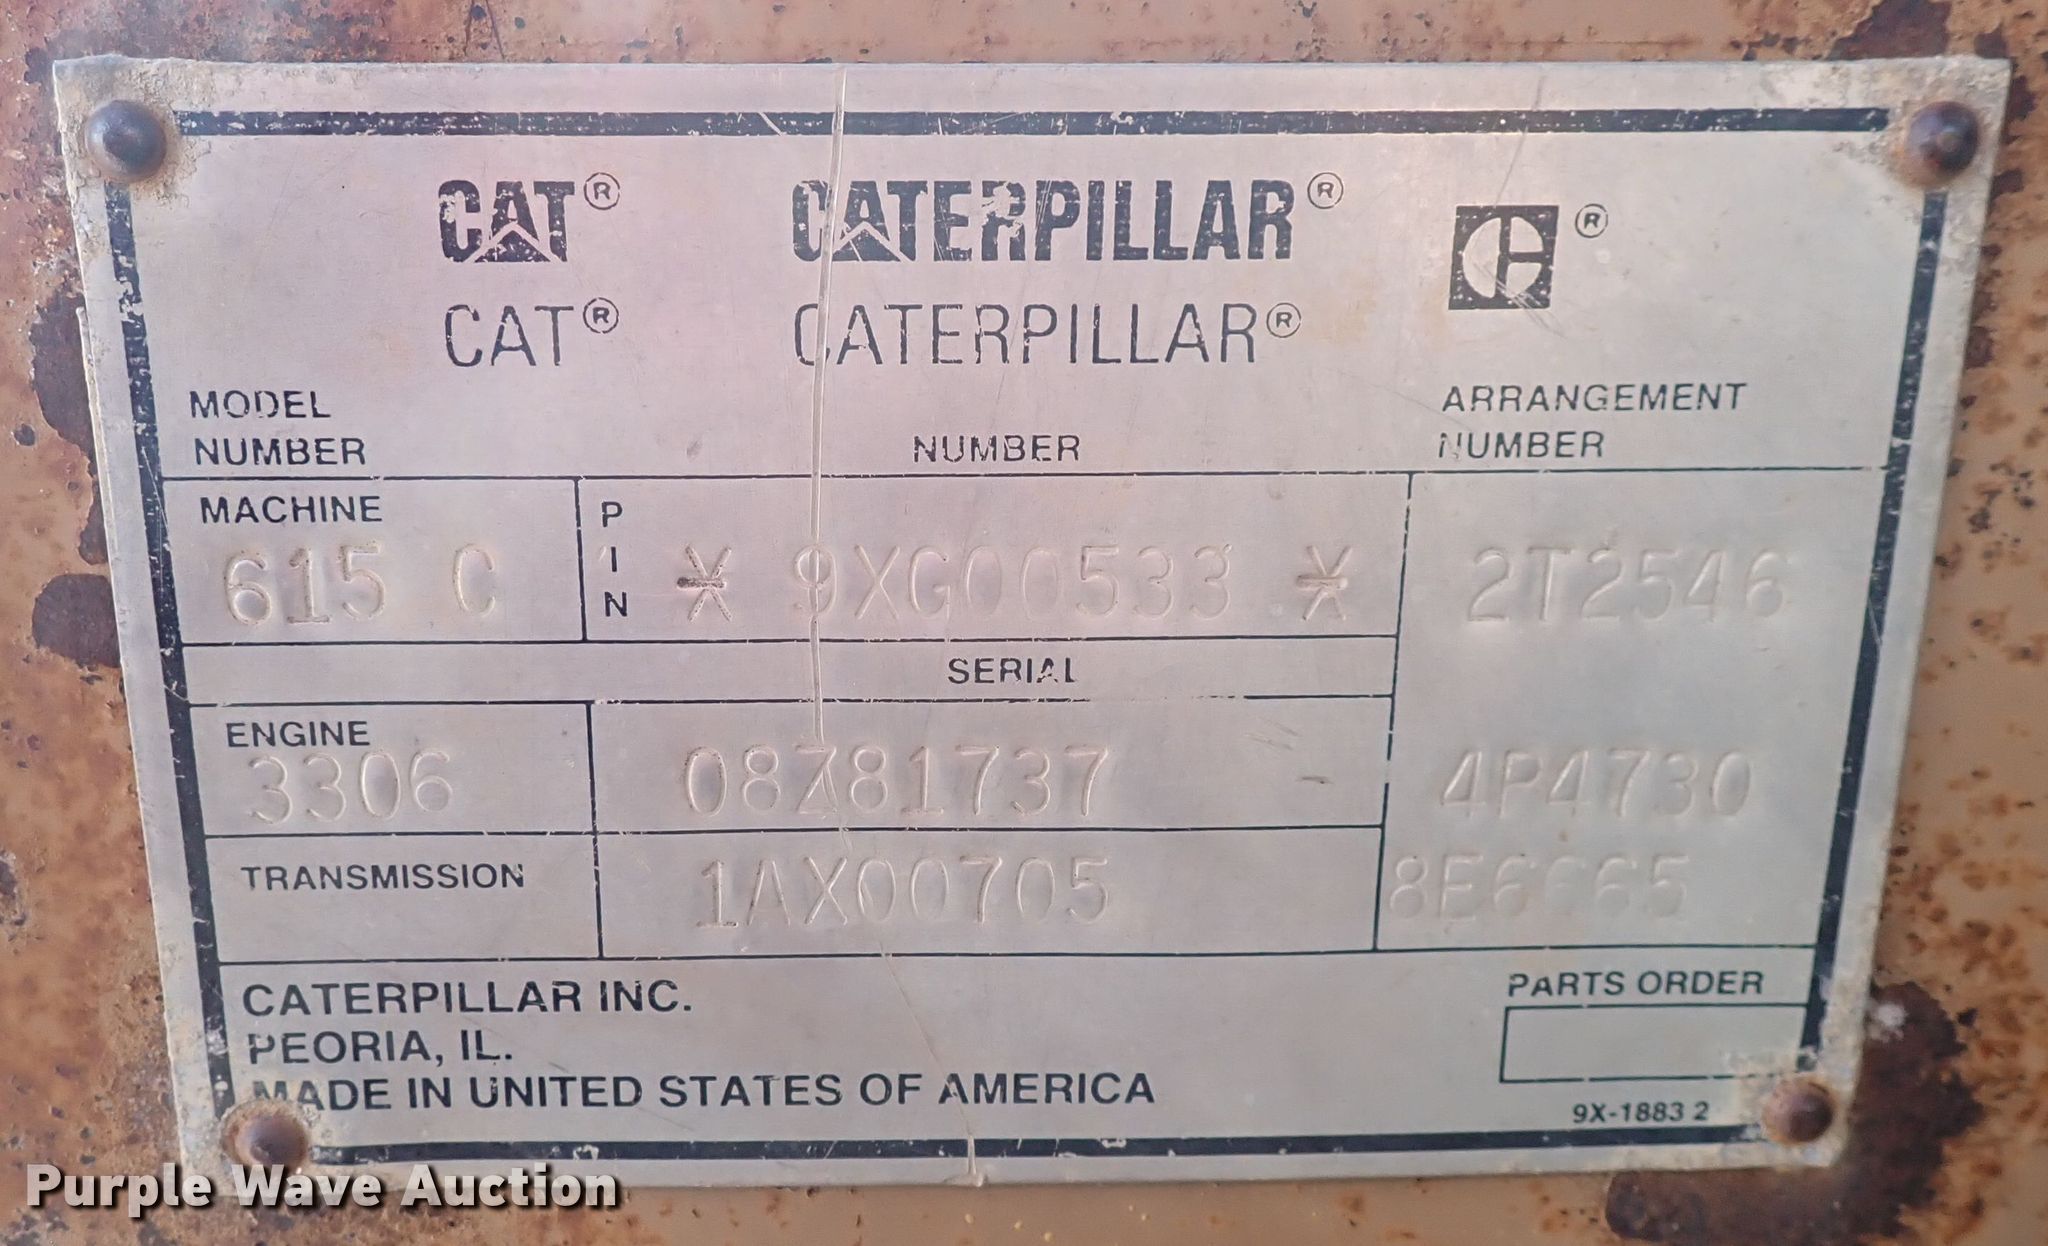 CAT® CATERPILLAR® ®
CAT® CATERPILLAR®
MODEL NUMBER
NUMBER
ARRANGEMENT NUMBER
MACHINE
615 C
PIN
* 9XG00533 *
2T2546
SERIAL
ENGINE
3306
08Z81737
4P4730
TRANSMISSION
1AX00705
8E6665
CATERPILLAR INC.
PEORIA, IL.
MADE IN UNITED STATES OF AMERICA
PARTS ORDER
9X-1883 2
Purple Wave Auction